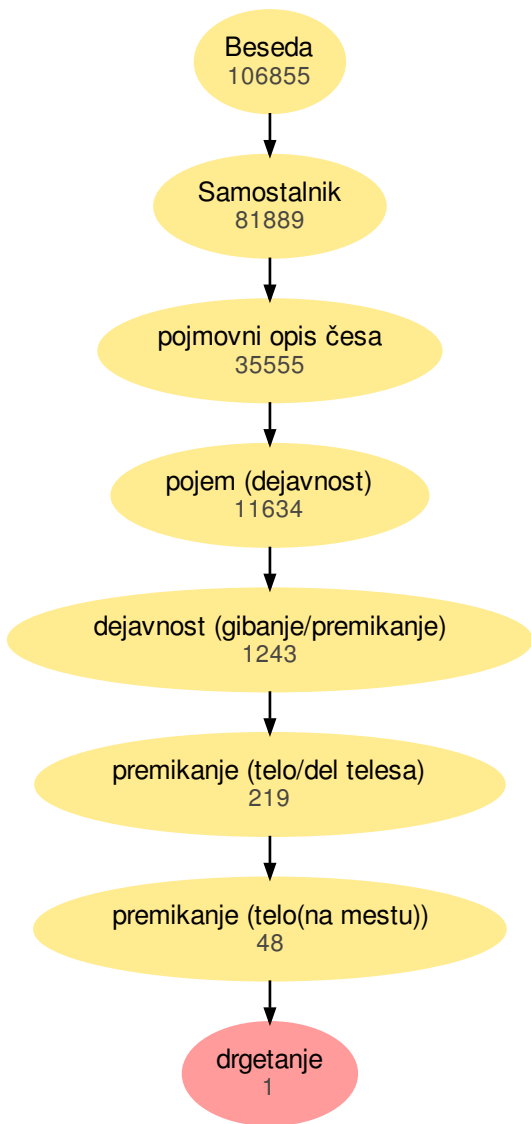 Beseda
106855
Samostalnik
81889
pojmovni opis česa
35555
pojem (dejavnost)
11634
dejavnost (gibanje/premikanje)
1243
premikanje (telo/del telesa)
219
premikanje (telo(na mestu))
48
drgetanje
1